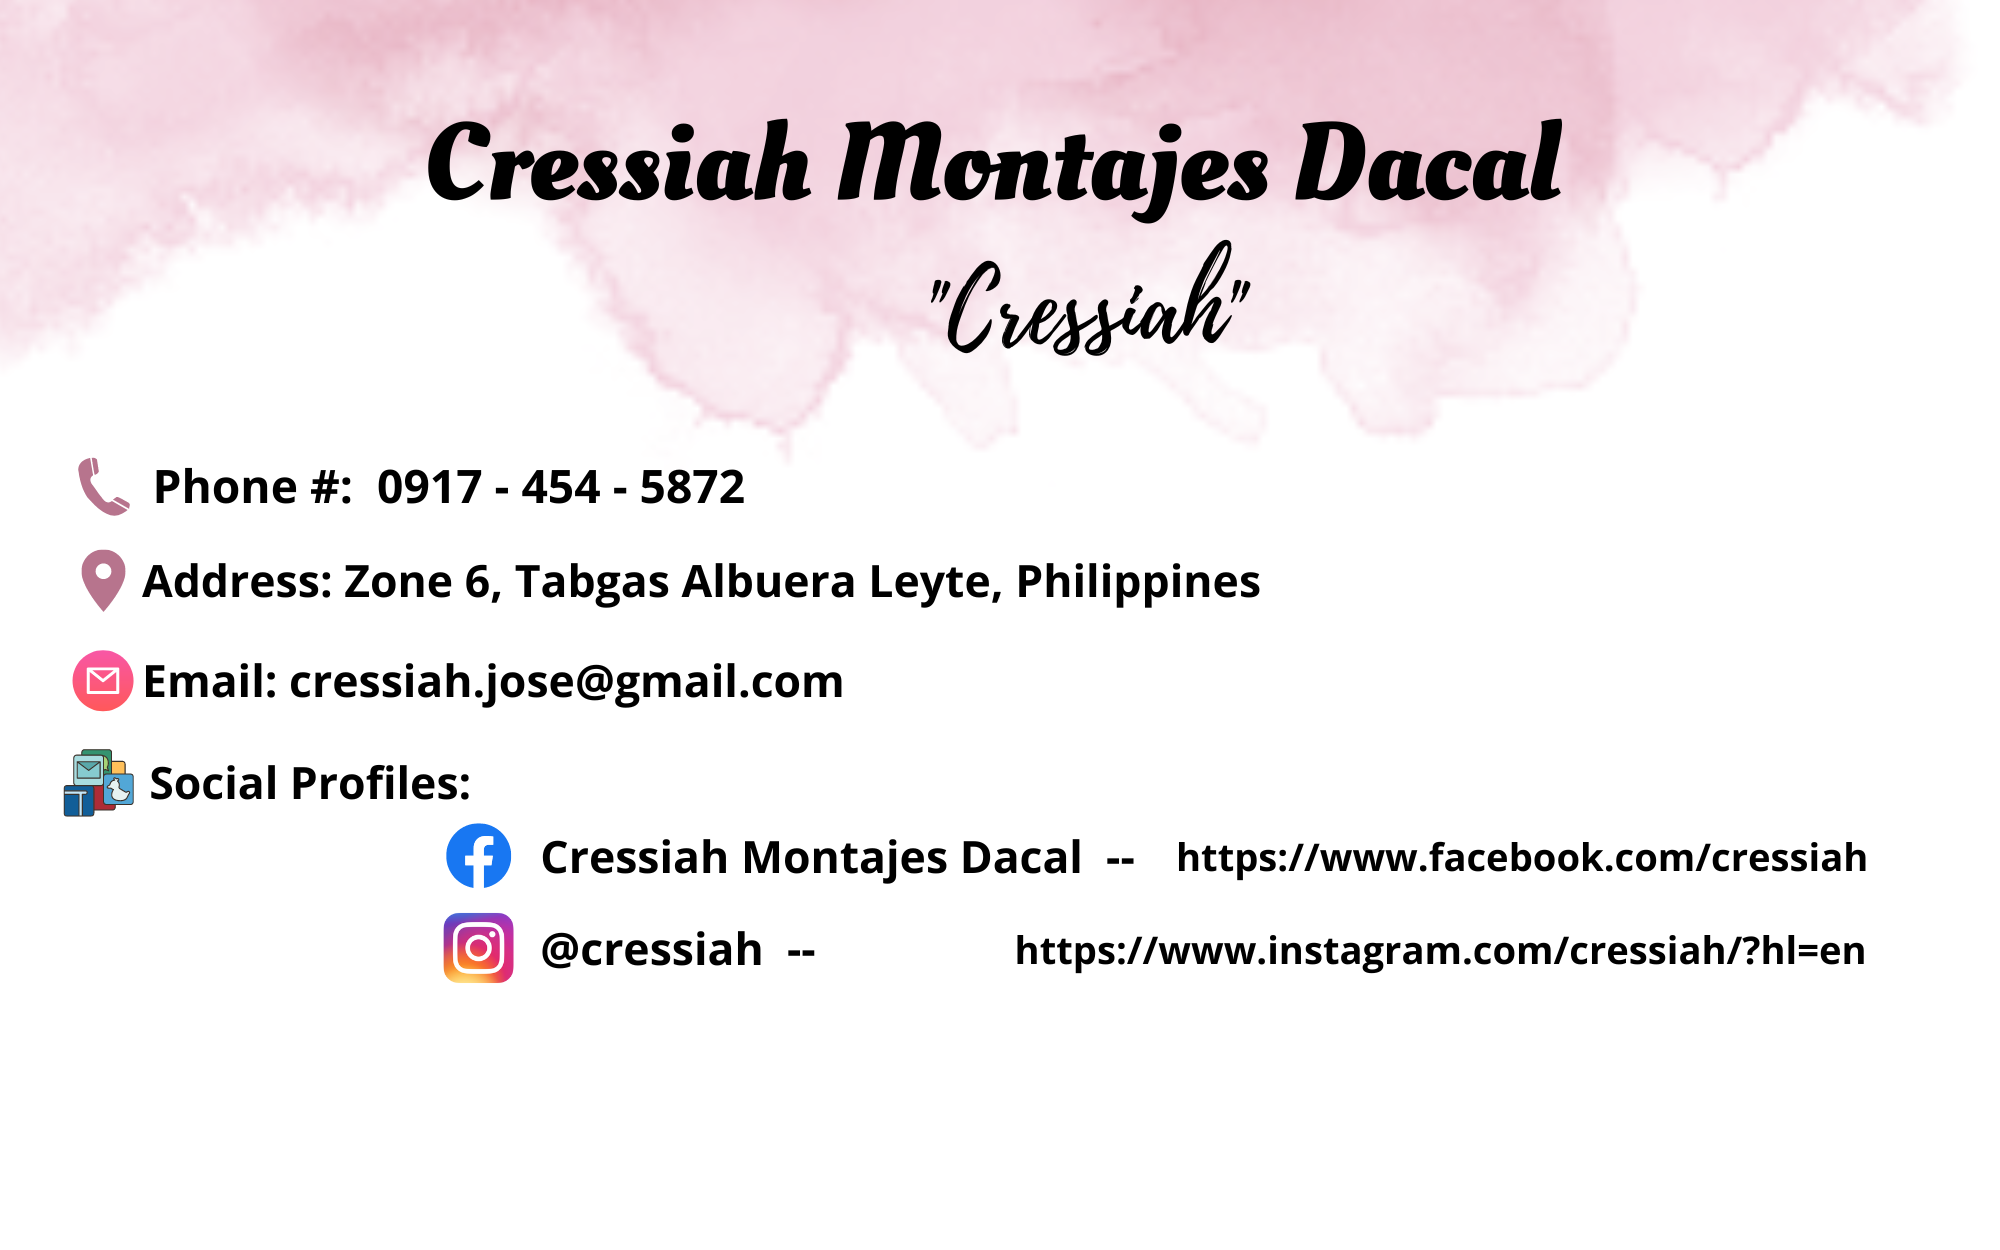 Cressiah Montajes Dacal
"Cressiah"
Phone #: 0917 - 454 - 5872
Address: Zone 6, Tabgas Albuera Leyte, Philippines
Email: cressiah.jose@gmail.com
Social Profiles:
Cressiah Montajes Dacal -- https://www.facebook.com/cressiah
@cressiah -- https://www.instagram.com/cressiah/?hl=en